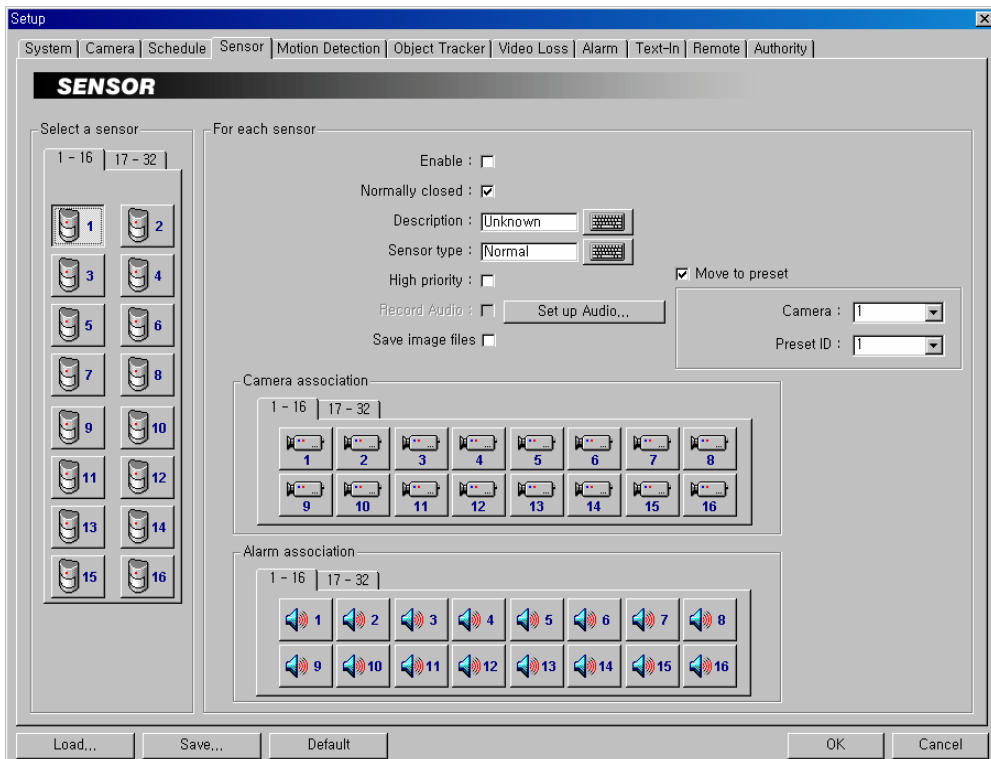 Setup
System Camera Schedule Sensor Motion Detection Object Tracker Video Loss Alarm Text-In Remote Authority
SENSOR
Select a sensor
1 - 16 17 - 32
1 2
3 4
5 6
7 8
9 10
11 12
13 14
15 16
For each sensor
Enable :
Normally closed :
Description : Unknown
Sensor type : Normal
High priority :
Record Audio : Set up Audio...
Save image files
Move to preset
Camera : 1
Preset ID : 1
Camera association
1 - 16 17 - 32
1 2 3 4 5 6 7 8
9 10 11 12 13 14 15 16
Alarm association
1 - 16 17 - 32
1 2 3 4 5 6 7 8
9 10 11 12 13 14 15 16
Load... Save... Default OK Cancel